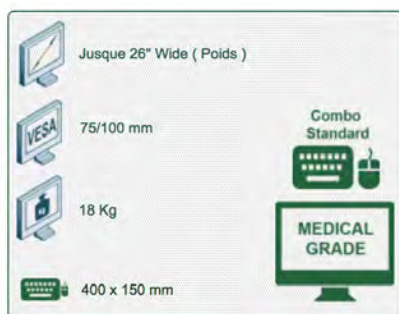 Jusque 26" Wide ( Poids )
VESA
75/100 mm
18 Kg
400 x 150 mm
Combo
Standard
MEDICAL
GRADE